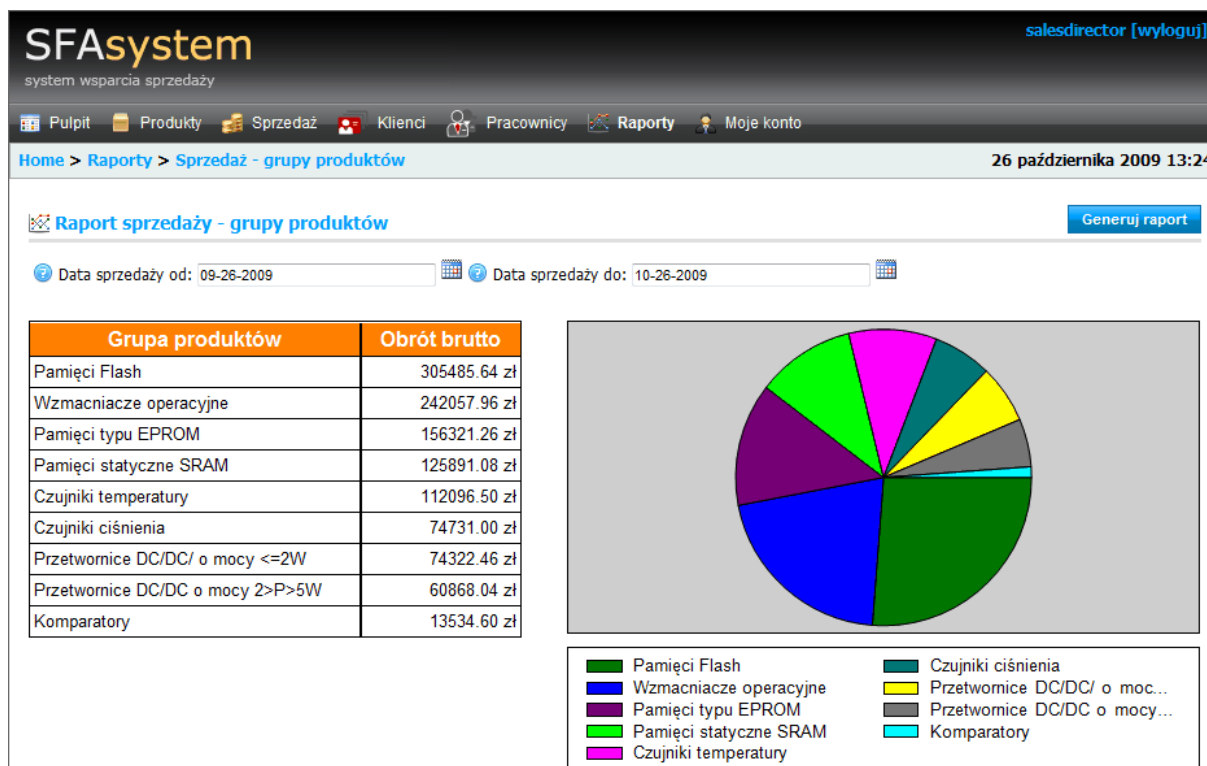 salesdirector [wyloguj]
SFAsystem
system wsparcia sprzedaży
Pulpit Produkty Sprzedaż Klienci Pracownicy Raporty Moje konto
Home > Raporty > Sprzedaż - grupy produktów 26 października 2009 13:24
Raport sprzedaży - grupy produktów Generuj raport
Data sprzedaży od: 09-26-2009 Data sprzedaży do: 10-26-2009
Grupa produktów Obrót brutto
Pamięci Flash 305485.64 zł
Wzmacniacze operacyjne 242057.96 zł
Pamięci typu EPROM 156321.26 zł
Pamięci statyczne SRAM 125891.08 zł
Czujniki temperatury 112096.50 zł
Czujniki ciśnienia 74731.00 zł
Przetwornice DC/DC/ o mocy <=2W 74322.46 zł
Przetwornice DC/DC o mocy 2>P>5W 60868.04 zł
Komparatory 13534.60 zł
Pamięci Flash Czujniki ciśnienia
Wzmacniacze operacyjne Przetwornice DC/DC/ o moc...
Pamięci typu EPROM Przetwornice DC/DC o mocy...
Pamięci statyczne SRAM Komparatory
Czujniki temperatury